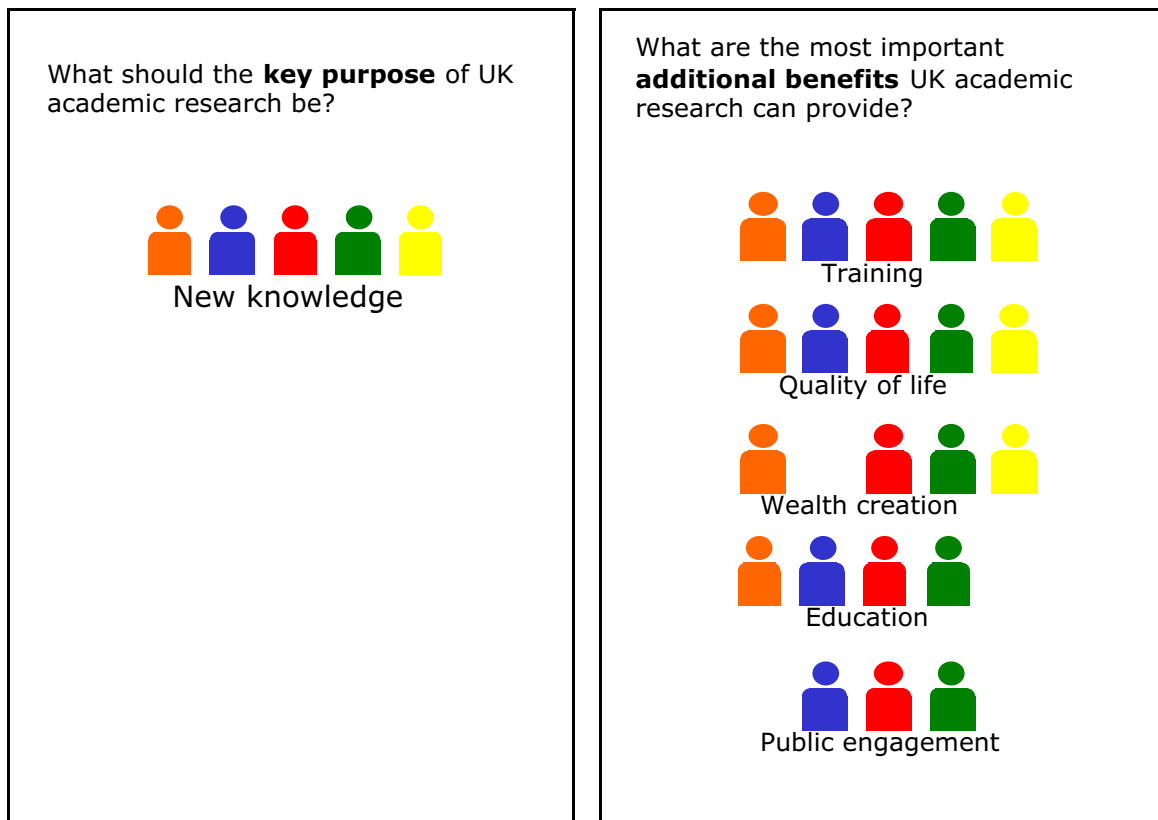 What should the key purpose of UK
academic research be?
New knowledge
What are the most important
additional benefits UK academic
research can provide?
Training
Quality of life
Wealth creation
Education
Public engagement